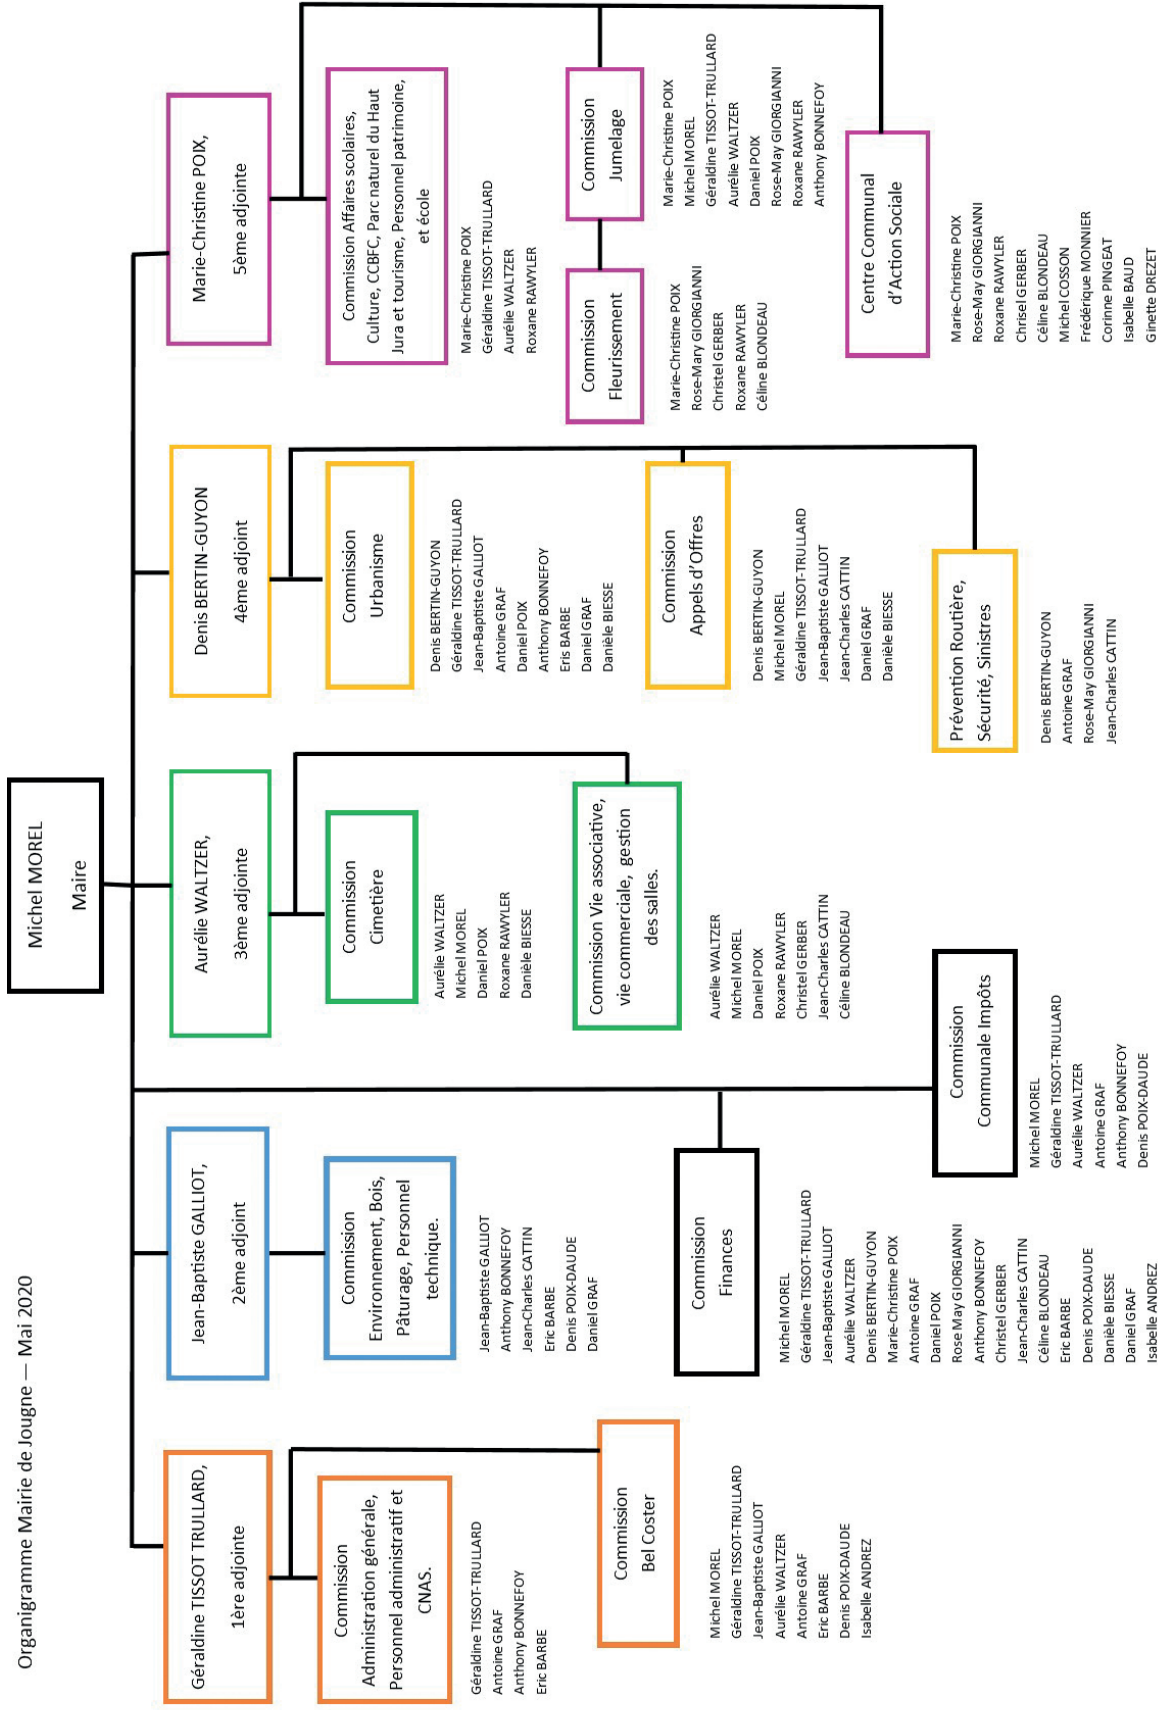 Organigramme Mairie de Jougne — Mai 2020
Michel MOREL
Maire
Géraldine TISSOT TRULLARD,
1ère adjointe
Jean-Baptiste GALLIOT,
2ème adjoint
Aurélie WALTZER,
3ème adjointe
Denis BERTIN-GUYON
4ème adjoint
Marie-Christine POIX,
5ème adjointe
Commission
Administration générale,
Personnel administratif et
CNAS.
Géraldine TISSOT-TRULLARD
Antoine GRAF
Anthony BONNEFOY
Eric BARBE
Commission
Bel Coster
Michel MOREL
Géraldine TISSOT-TRULLARD
Jean-Baptiste GALLIOT
Aurélie WALTZER
Antoine GRAF
Eric BARBE
Denis POIX-DAUDE
Isabelle ANDREZ
Commission
Environnement, Bois,
Pâturage, Personnel
technique.
Jean-Baptiste GALLIOT
Anthony BONNEFOY
Jean-Charles CATTIN
Eric BARBE
Denis POIX-DAUDE
Daniel GRAF
Commission
Finances
Michel MOREL
Géraldine TISSOT-TRULLARD
Jean-Baptiste GALLIOT
Aurélie WALTZER
Denis BERTIN-GUYON
Marie-Christine POIX
Antoine GRAF
Daniel POIX
Rose May GIORGIANNI
Anthony BONNEFOY
Christel GERBER
Jean-Charles CATTIN
Céline BLONDEAU
Eric BARBE
Denis POIX-DAUDE
Danièle BIESSE
Daniel GRAF
Isabelle ANDREZ
Commission
Communale Impôts
Michel MOREL
Géraldine TISSOT-TRULLARD
Aurélie WALTZER
Antoine GRAF
Anthony BONNEFOY
Denis POIX-DAUDE
Commission
Cimetière
Aurélie WALTZER
Michel MOREL
Daniel POIX
Roxane RAWYLER
Danièle BIESSE
Commission Vie associative,
vie commerciale, gestion
des salles.
Aurélie WALTZER
Michel MOREL
Daniel POIX
Roxane RAWYLER
Christel GERBER
Jean-Charles CATTIN
Céline BLONDEAU
Commission
Urbanisme
Denis BERTIN-GUYON
Géraldine TISSOT-TRULLARD
Jean-Baptiste GALLIOT
Antoine GRAF
Daniel POIX
Anthony BONNEFOY
Eris BARBE
Daniel GRAF
Danièle BIESSE
Commission
Appels d'Offres
Denis BERTIN-GUYON
Michel MOREL
Géraldine TISSOT-TRULLARD
Jean-Baptiste GALLIOT
Jean-Charles CATTIN
Daniel GRAF
Danièle BIESSE
Prévention Routière,
Sécurité, Sinistres
Denis BERTIN-GUYON
Antoine GRAF
Rose-May GIORGIANNI
Jean-Charles CATTIN
Commission Affaires scolaires,
Culture, CCBFC, Parc naturel du Haut
Jura et tourisme, Personnel patrimoine,
et école
Marie-Christine POIX
Géraldine TISSOT-TRULLARD
Aurélie WALTZER
Roxane RAWYLER
Commission
Fleurissement
Marie-Christine POIX
Rose-Mary GIORGIANNI
Christel GERBER
Roxane RAWYLER
Céline BLONDEAU
Commission
Jumelage
Marie-Christine POIX
Michel MOREL
Géraldine TISSOT-TRULLARD
Aurélie WALTZER
Daniel POIX
Rose-May GIORGIANNI
Roxane RAWYLER
Anthony BONNEFOY
Centre Communal
d'Action Sociale
Marie-Christine POIX
Rose-May GIORGIANNI
Roxane RAWYLER
Chrisel GERBER
Céline BLONDEAU
Michel COSSON
Frédérique MONNIER
Corinne PINGEAT
Isabelle BAUD
Ginette DREZET